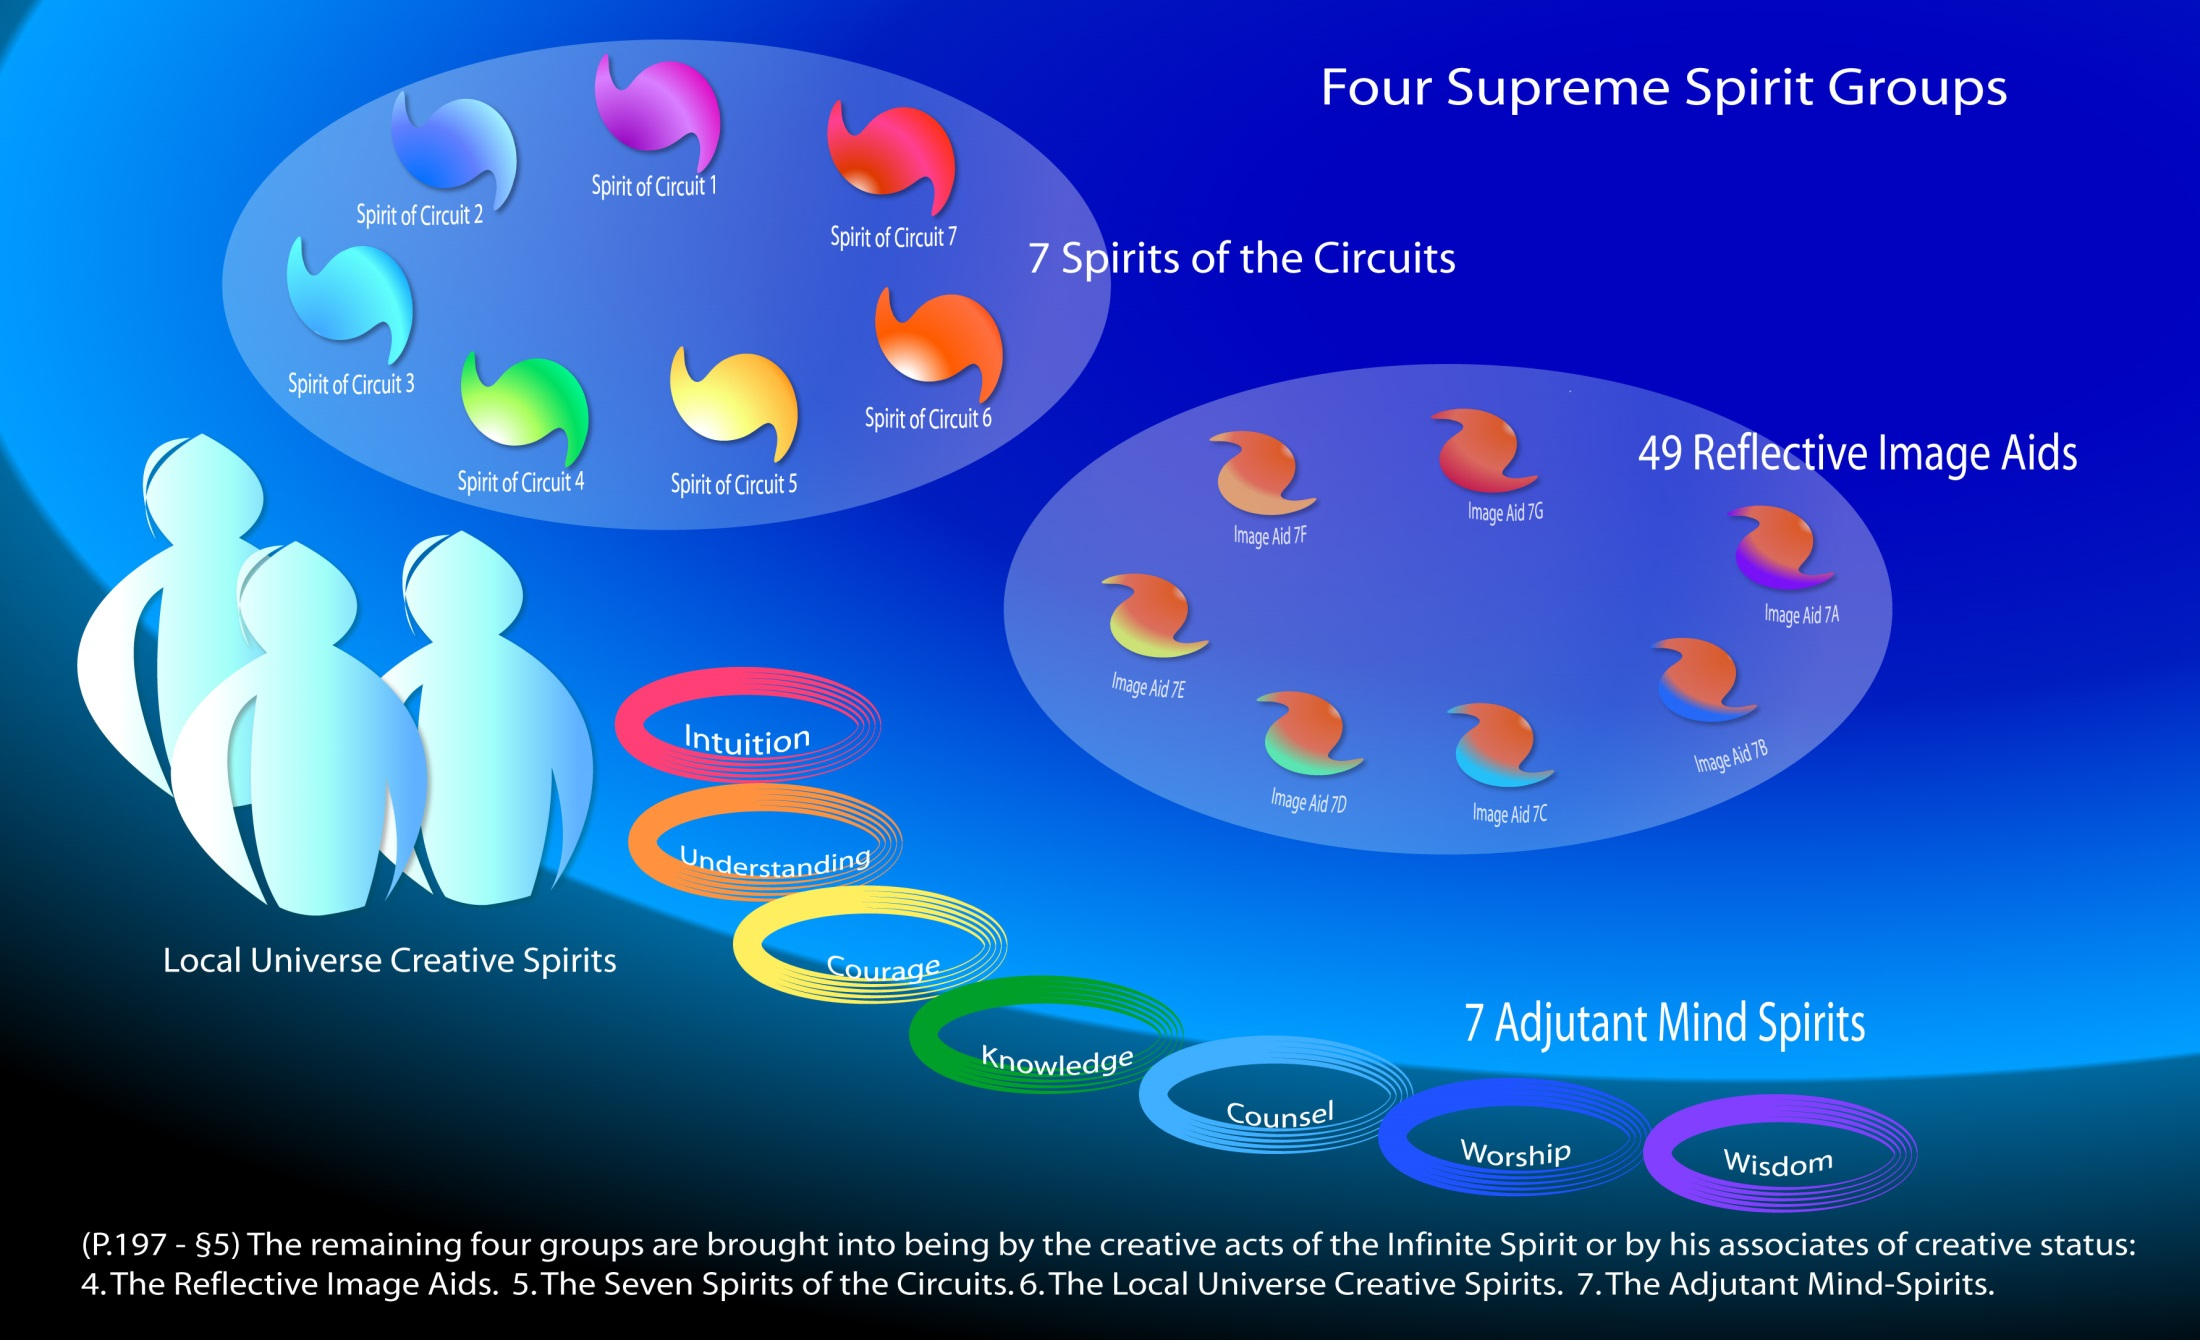 Four Supreme Spirit Groups
Spirit of Circuit 1
Spirit of Circuit 2
Spirit of Circuit 7
7 Spirits of the Circuits
Spirit of Circuit 3
Spirit of Circuit 6
Spirit of Circuit 4
Spirit of Circuit 5
49 Reflective Image Aids
Image Aid 7G
Image Aid 7F
Image Aid 7A
Image Aid 7E
Image Aid 7B
Image Aid 7D
Image Aid 7C
Intuition
Understanding
Courage
Local Universe Creative Spirits
Knowledge
7 Adjutant Mind Spirits
Counsel
Worship
Wisdom
(P.197 - §5) The remaining four groups are brought into being by the creative acts of the Infinite Spirit or by his associates of creative status:
4. The Reflective Image Aids. 5. The Seven Spirits of the Circuits. 6. The Local Universe Creative Spirits. 7. The Adjutant Mind-Spirits.